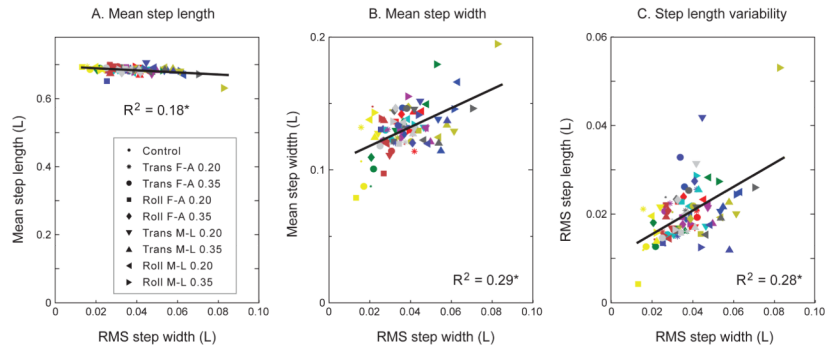 A. Mean step length
B. Mean step width
C. Step length variability
Mean step length (L)
0.6
0.4
0.2
0
R² = 0.18*
Control
Trans F-A 0.20
Trans F-A 0.35
Roll F-A 0.20
Roll F-A 0.35
Trans M-L 0.20
Trans M-L 0.35
Roll M-L 0.20
Roll M-L 0.35
0 0.02 0.04 0.06 0.08 0.10
RMS step width (L)
Mean step widtth (L)
0.2
0.1
0
R² = 0.29*
0 0.02 0.04 0.06 0.08 0.10
RMS step width (L)
RMS step length (L)
0.06
0.04
0.02
0
R² = 0.28*
0 0.02 0.04 0.06 0.08 0.10
RMS step width (L)